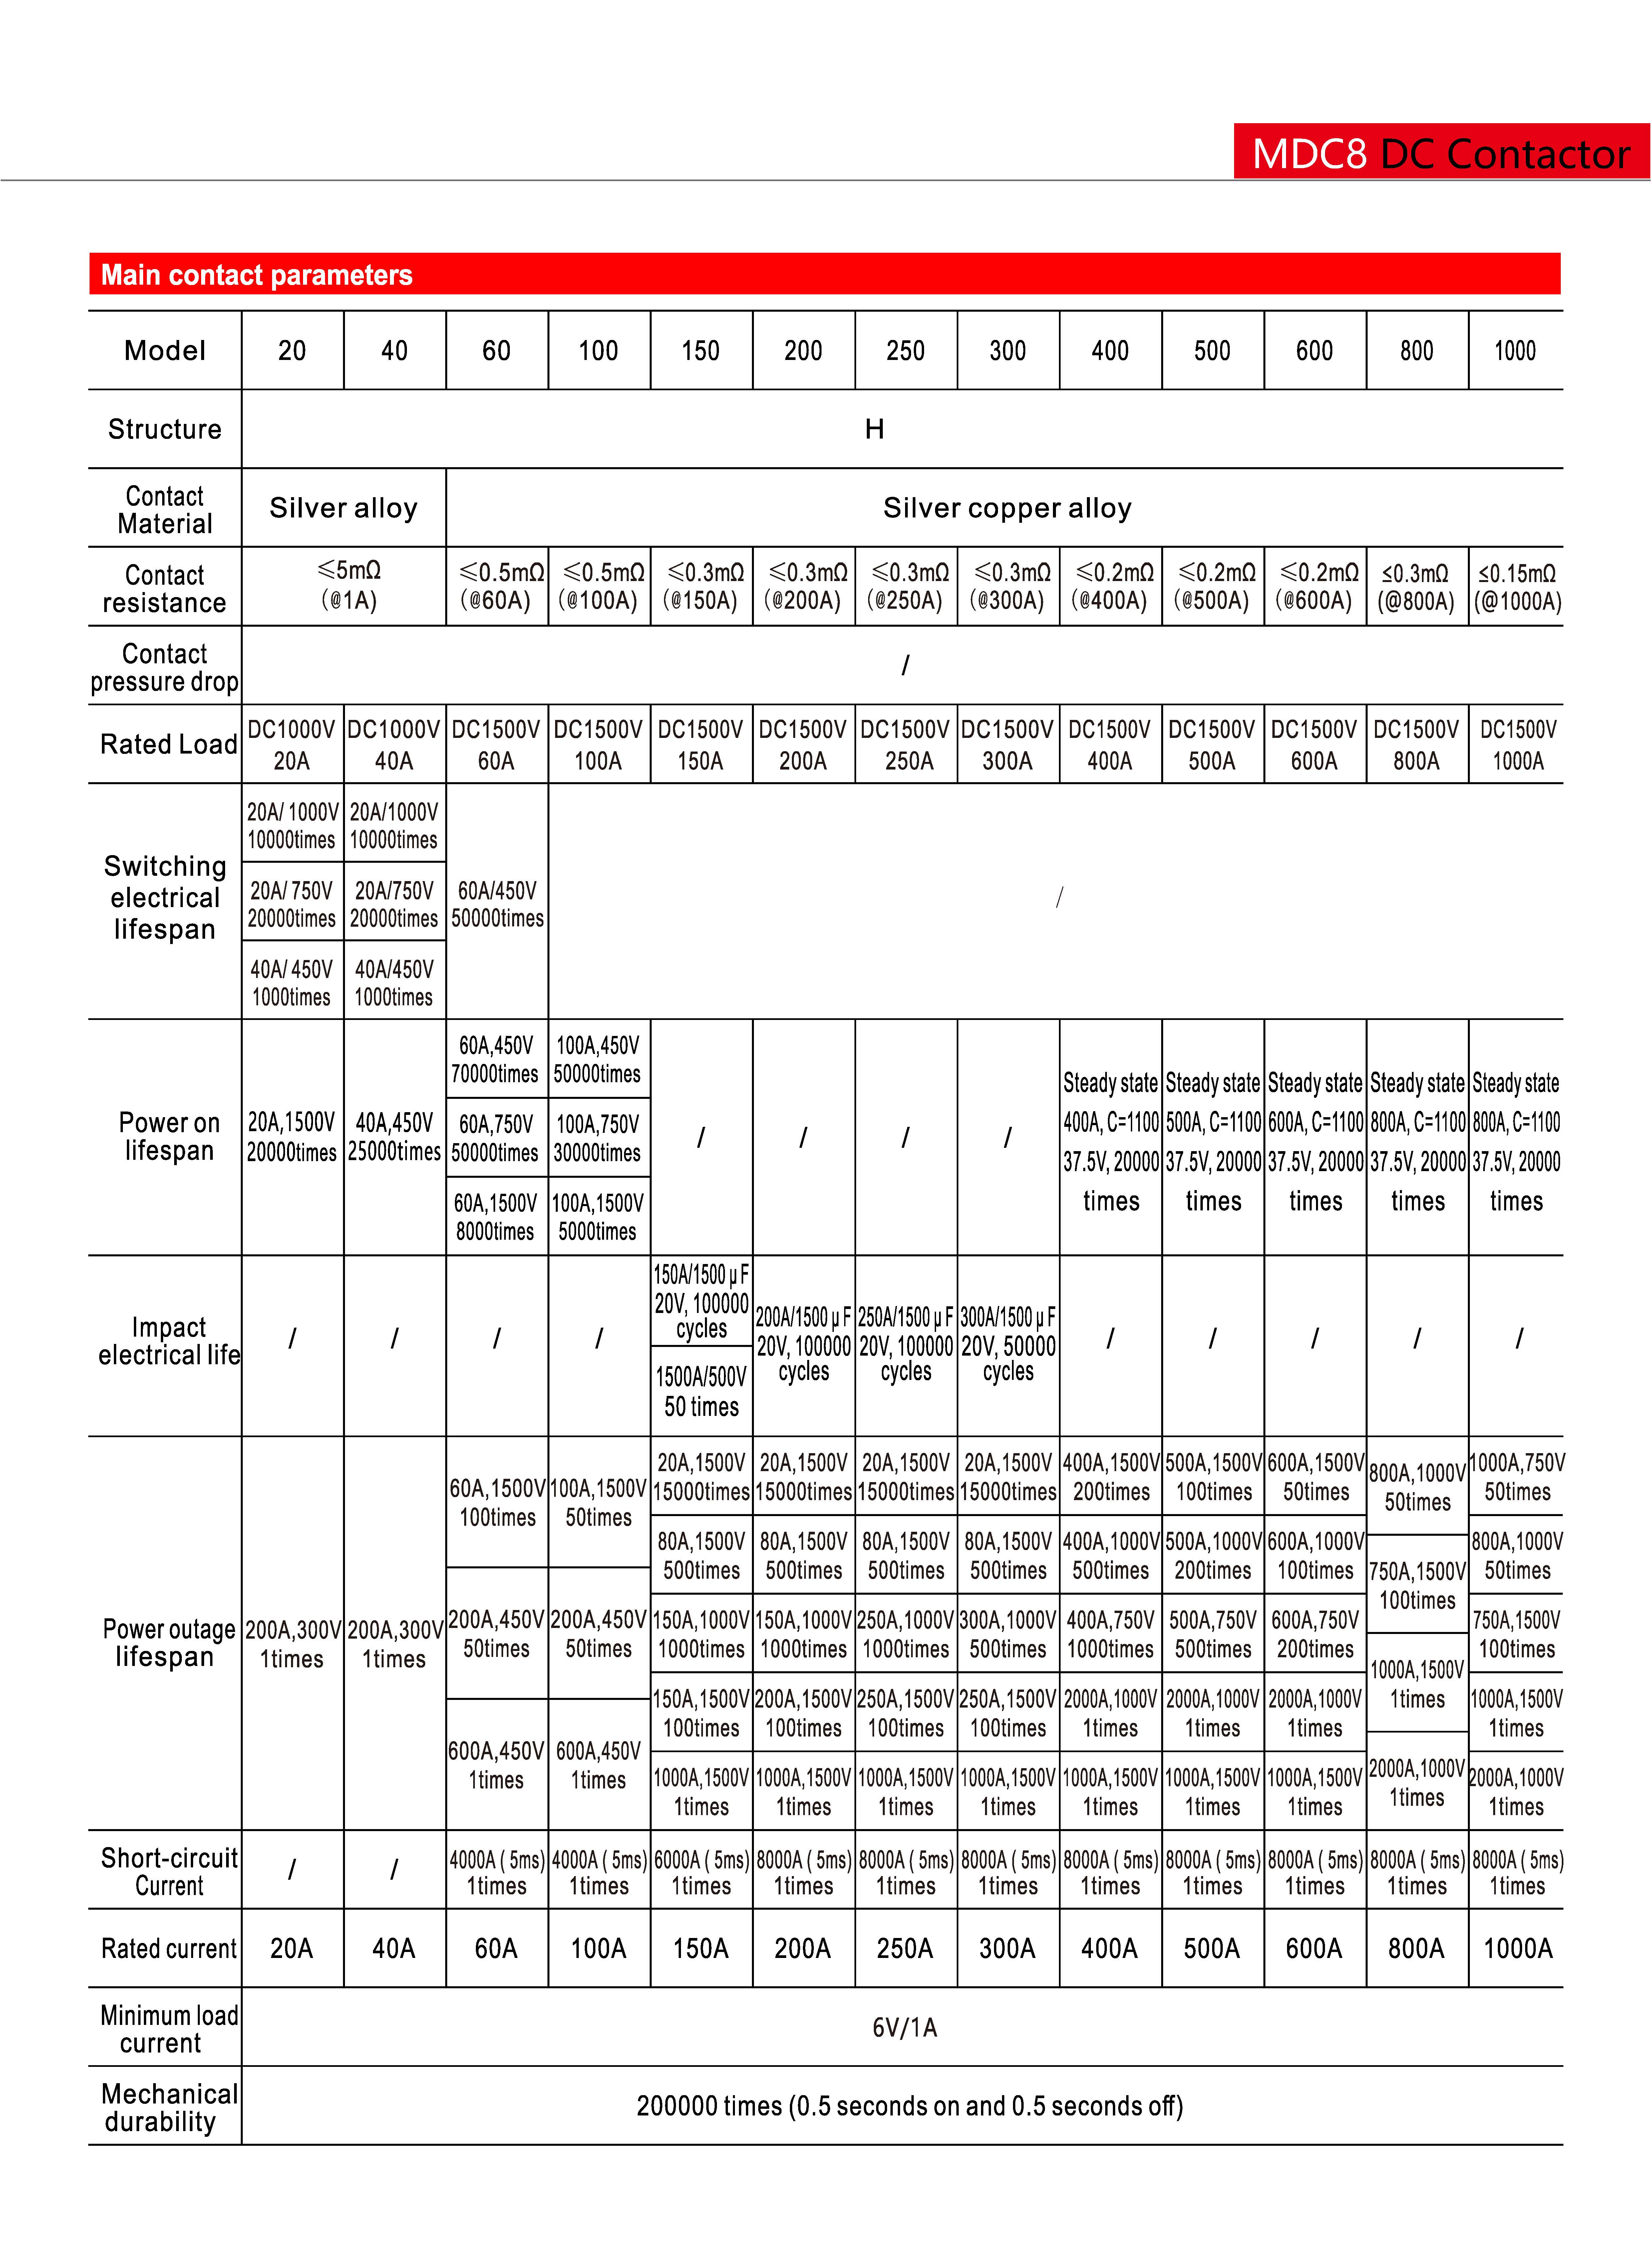 MDC8 DC Contactor
Main contact parameters
Model 20 40 60 100 150 200 250 300 400 500 600 800 1000
Structure H
Contact Material Silver alloy Silver copper alloy
Contact resistance ≤5mΩ (@1A) ≤0.5mΩ (@60A) ≤0.5mΩ (@100A) ≤0.3mΩ (@150A) ≤0.3mΩ (@200A) ≤0.3mΩ (@250A) ≤0.3mΩ (@300A) ≤0.2mΩ (@400A) ≤0.2mΩ (@500A) ≤0.2mΩ (@600A) ≤0.3mΩ (@800A) ≤0.15mΩ (@1000A)
Contact pressure drop /
Rated Load DC1000V 20A DC1000V 40A DC1500V 60A DC1500V 100A DC1500V 150A DC1500V 200A DC1500V 250A DC1500V 300A DC1500V 400A DC1500V 500A DC1500V 600A DC1500V 800A DC1500V 1000A
Switching electrical lifespan
20A/ 1000V 10000times 20A/1000V 10000times
20A/ 750V 20000times 20A/750V 20000times 60A/450V 50000times /
40A/ 450V 1000times 40A/450V 1000times
Power on lifespan
20A,1500V 20000times
40A,450V 25000times
60A,450V 70000times
60A,750V 50000times
60A,1500V 8000times
100A,450V 50000times
100A,750V 30000times
100A,1500V 5000times
/ / / /
Steady state 400A, C=1100 37.5V, 20000 times
Steady state 500A, C=1100 37.5V, 20000 times
Steady state 600A, C=1100 37.5V, 20000 times
Steady state 800A, C=1100 37.5V, 20000 times
Steady state 800A, C=1100 37.5V, 20000 times
Impact electrical life
/ / / /
150A/1500 μ F 20V, 100000 cycles
1500A/500V 50 times
200A/1500 μ F 20V, 100000 cycles
250A/1500 μ F 20V, 100000 cycles
300A/1500 μ F 20V, 50000 cycles
/ / / / /
Power outage lifespan
200A,300V 1times
200A,300V 1times
60A,1500V 100times
200A,450V 50times
600A,450V 1times
100A,1500V 50times
200A,450V 50times
600A,450V 1times
20A,1500V 15000times
80A,1500V 500times
150A,1000V 1000times
150A,1500V 100times
1000A,1500V 1times
20A,1500V 15000times
80A,1500V 500times
150A,1000V 1000times
200A,1500V 100times
1000A,1500V 1times
20A,1500V 15000times
80A,1500V 500times
250A,1000V 1000times
250A,1500V 100times
1000A,1500V 1times
20A,1500V 15000times
80A,1500V 500times
300A,1000V 500times
250A,1500V 100times
1000A,1500V 1times
400A,1500V 200times
400A,1000V 500times
400A,750V 1000times
2000A,1000V 1times
1000A,1500V 1times
500A,1500V 100times
500A,1000V 200times
500A,750V 500times
2000A,1000V 1times
1000A,1500V 1times
600A,1500V 50times
600A,1000V 100times
600A,750V 200times
2000A,1000V 1times
1000A,1500V 1times
800A,1000V 50times
750A,1500V 100times
1000A,1500V 1times
2000A,1000V 1times
1000A,750V 50times
800A,1000V 50times
750A,1500V 100times
1000A,1500V 1times
2000A,1000V 1times
Short-circuit Current / / 4000A ( 5ms) 1times 4000A ( 5ms) 1times 6000A ( 5ms) 1times 8000A ( 5ms) 1times 8000A ( 5ms) 1times 8000A ( 5ms) 1times 8000A ( 5ms) 1times 8000A ( 5ms) 1times 8000A ( 5ms) 1times 8000A ( 5ms) 1times 8000A ( 5ms) 1times
Rated current 20A 40A 60A 100A 150A 200A 250A 300A 400A 500A 600A 800A 1000A
Minimum load current 6V/1A
Mechanical durability 200000 times (0.5 seconds on and 0.5 seconds off)